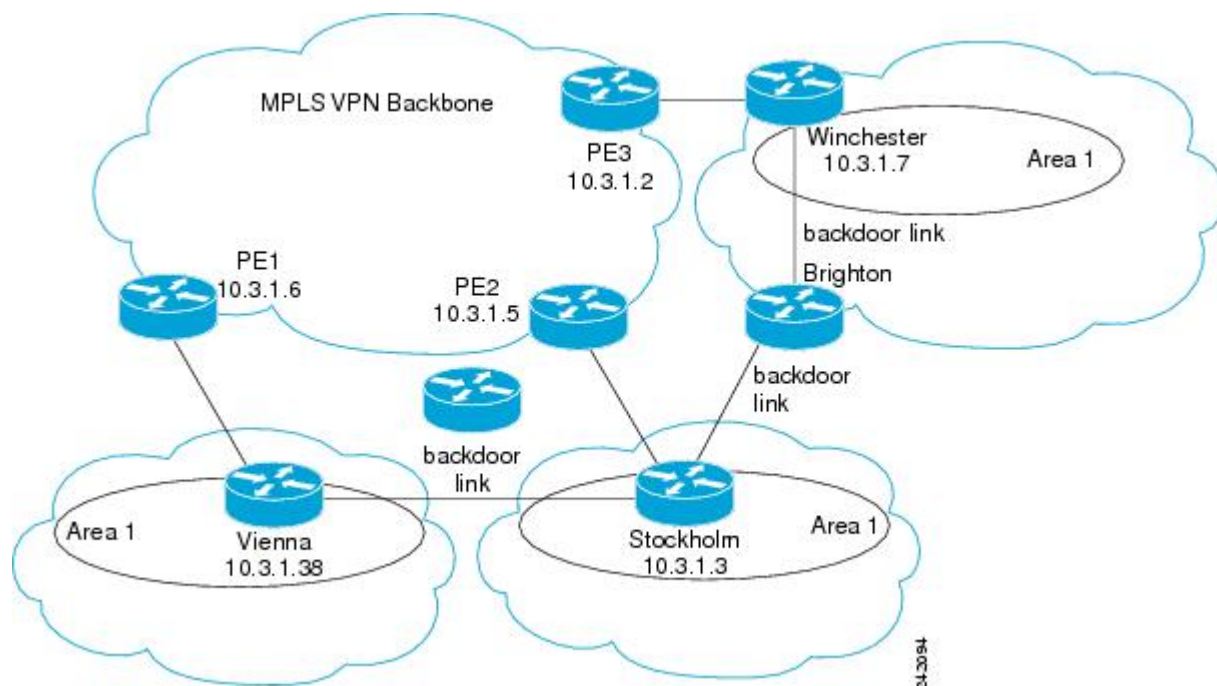 MPLS VPN Backbone
PE3
10.3.1.2
Winchester
10.3.1.7
Area 1
backdoor link
Brighton
PE1
10.3.1.6
PE2
10.3.1.5
backdoor
link
backdoor
link
Area 1
Vienna
10.3.1.38
Stockholm
10.3.1.3
Area 1
243094